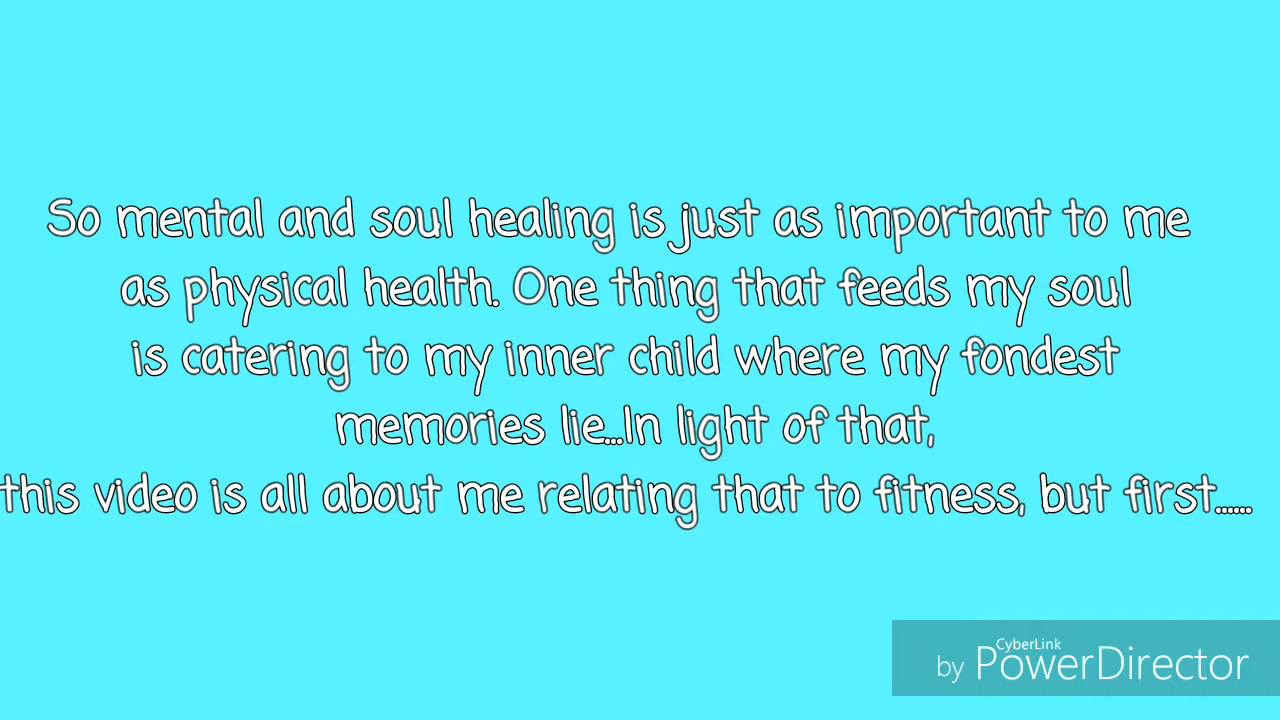 So mental and soul healing is just as important to me
as physical health. One thing that feeds my soul
is catering to my inner child where my fondest
memories lie...In light of that,
this video is all about me relating that to fitness, but first......
CyberLink
by PowerDirector